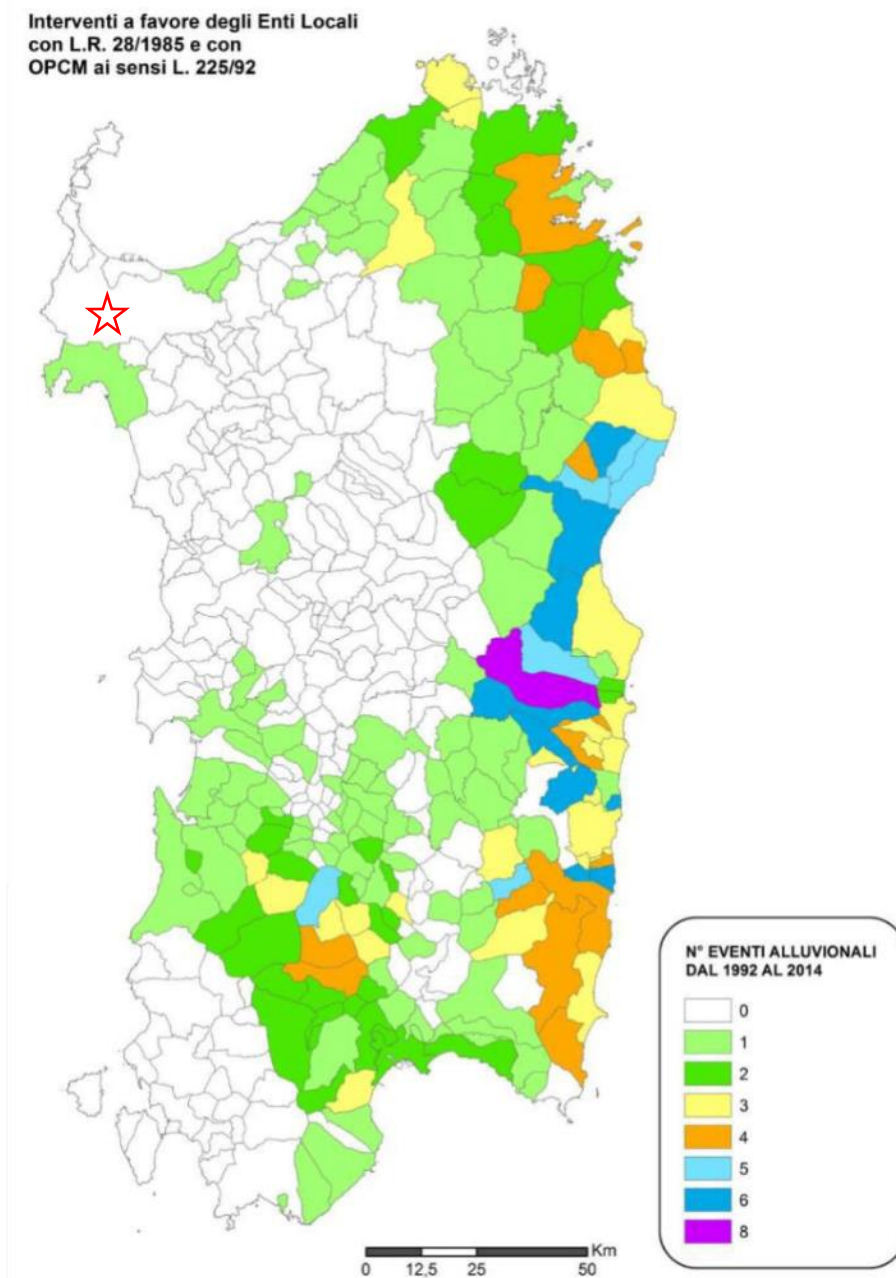 Interventi a favore degli Enti Locali
con L.R. 28/1985 e con
OPCM ai sensi L. 225/92
N° EVENTI ALLUVIONALI
DAL 1992 AL 2014
0
1
2
3
4
5
6
8
Km
0 12,5 25 50